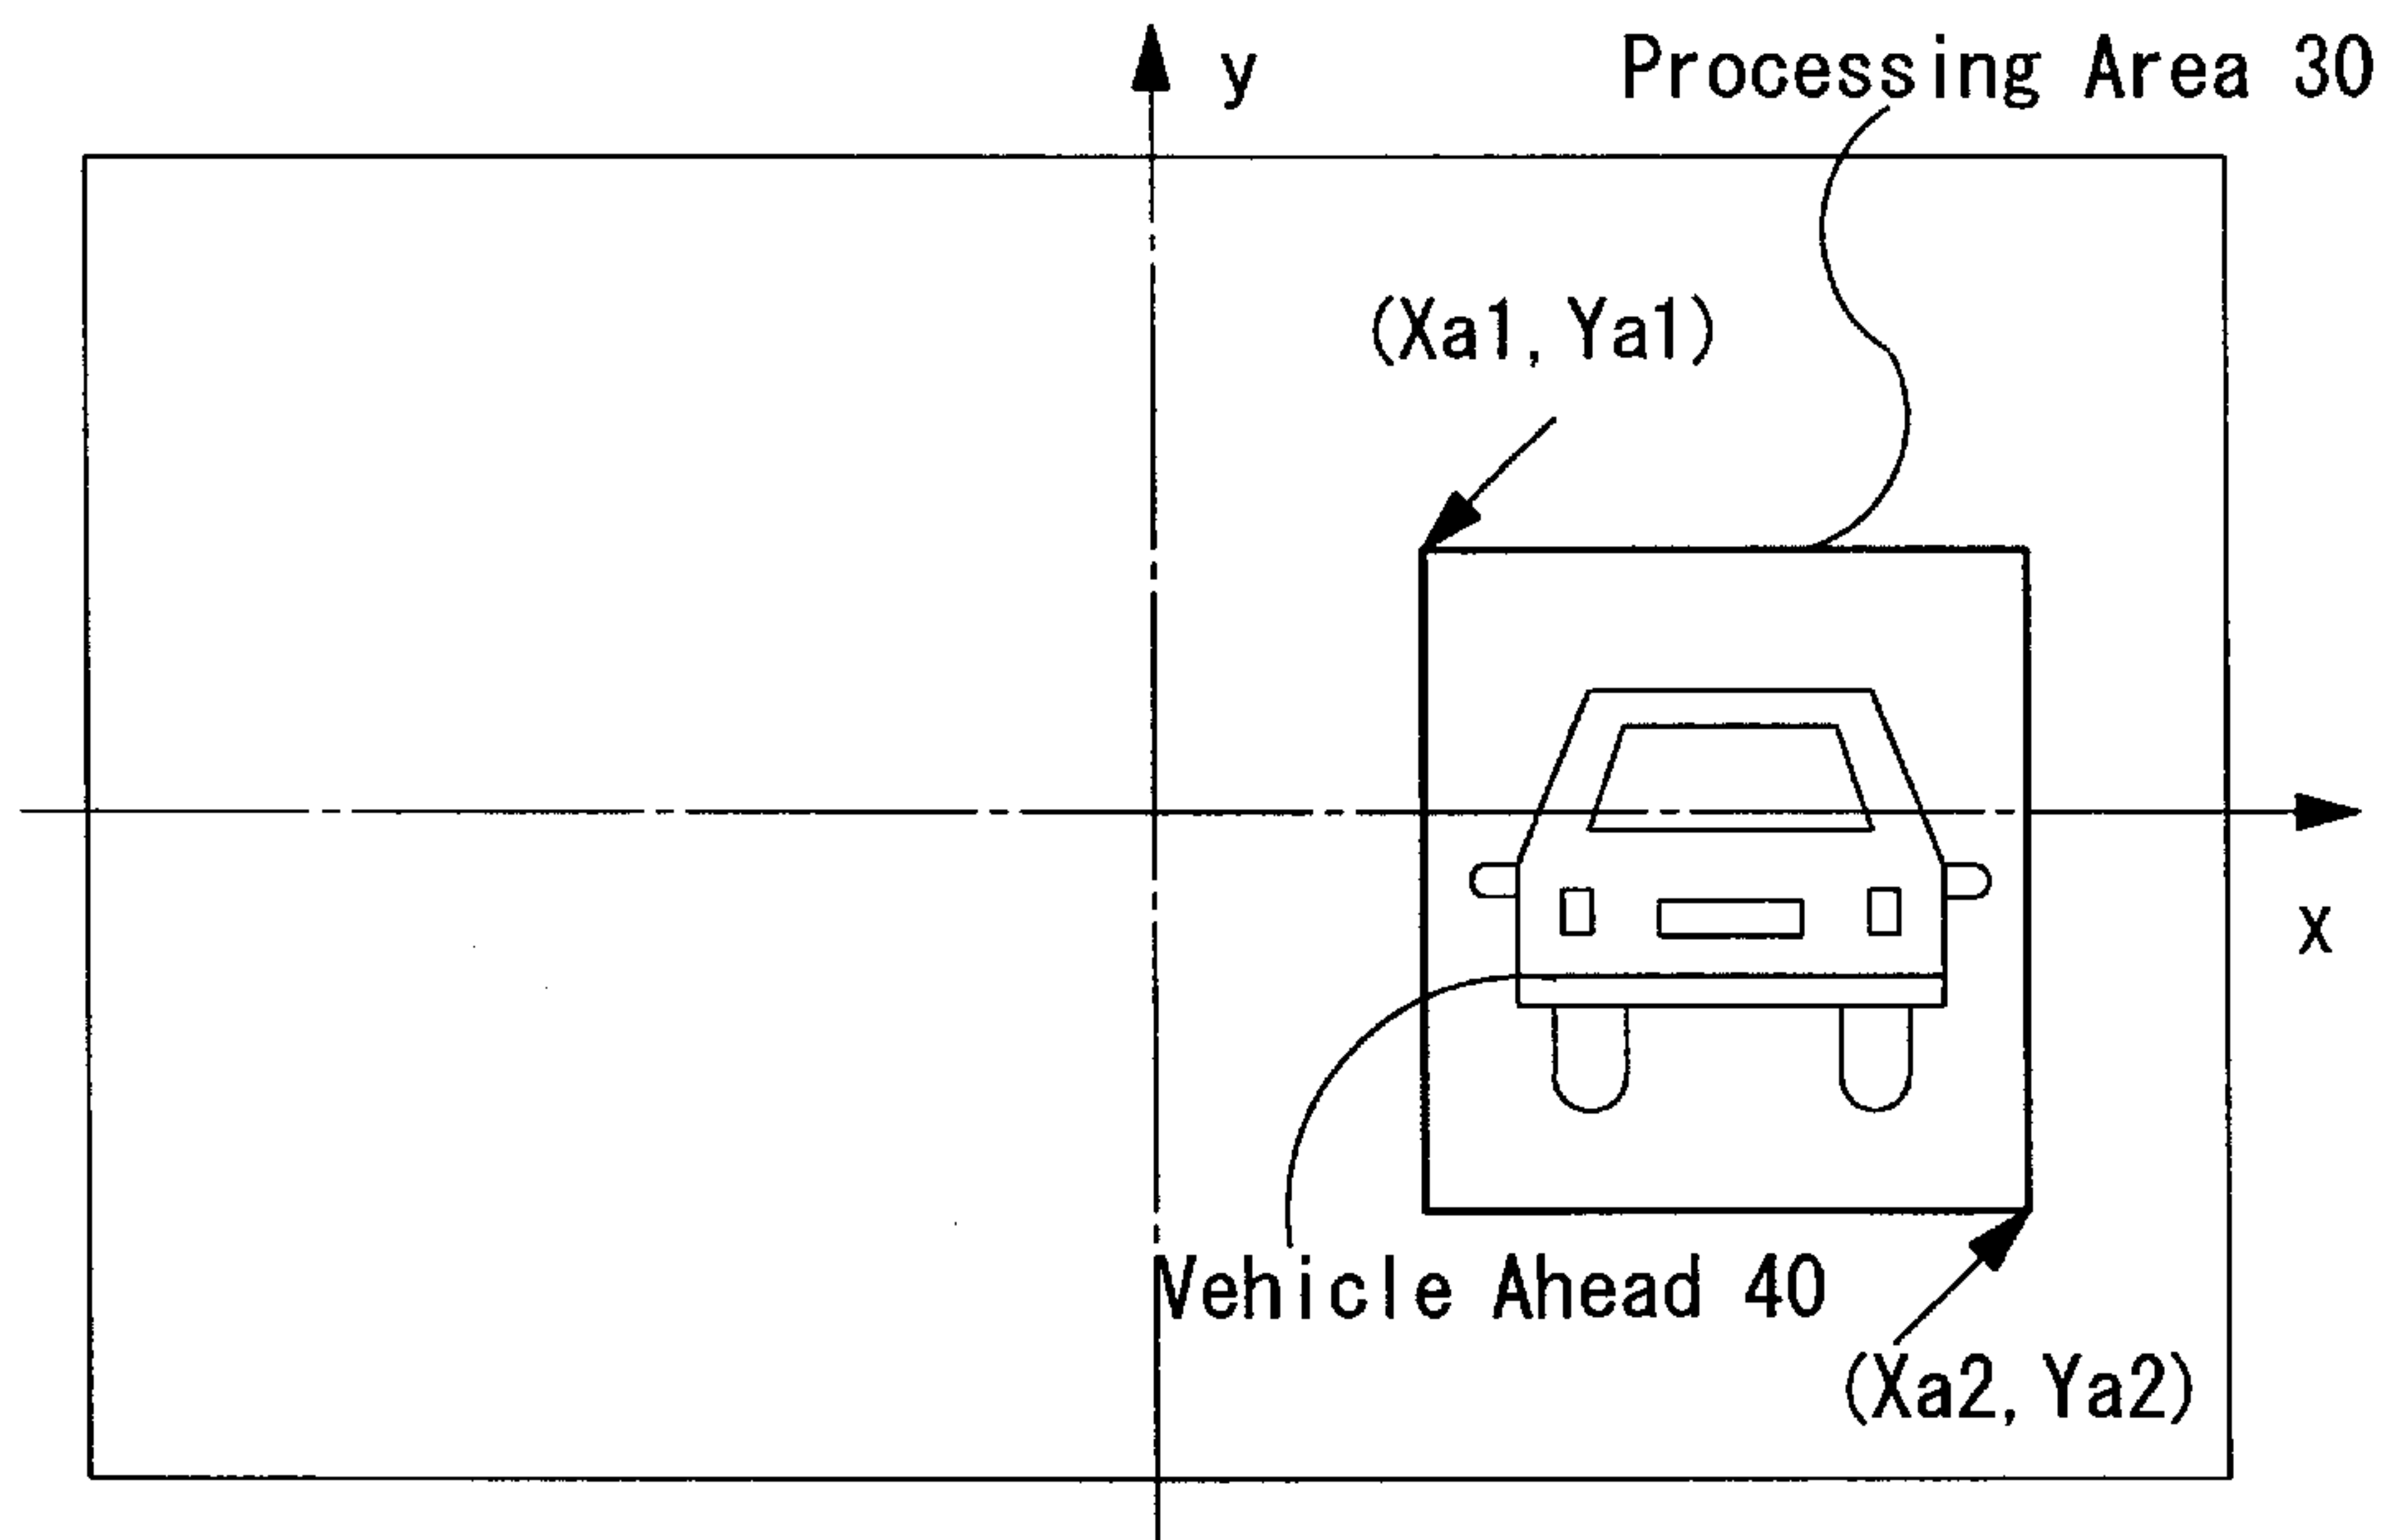 y
Processing Area 30
(Xa1, Ya1)
x
Vehicle Ahead 40
(Xa2, Ya2)